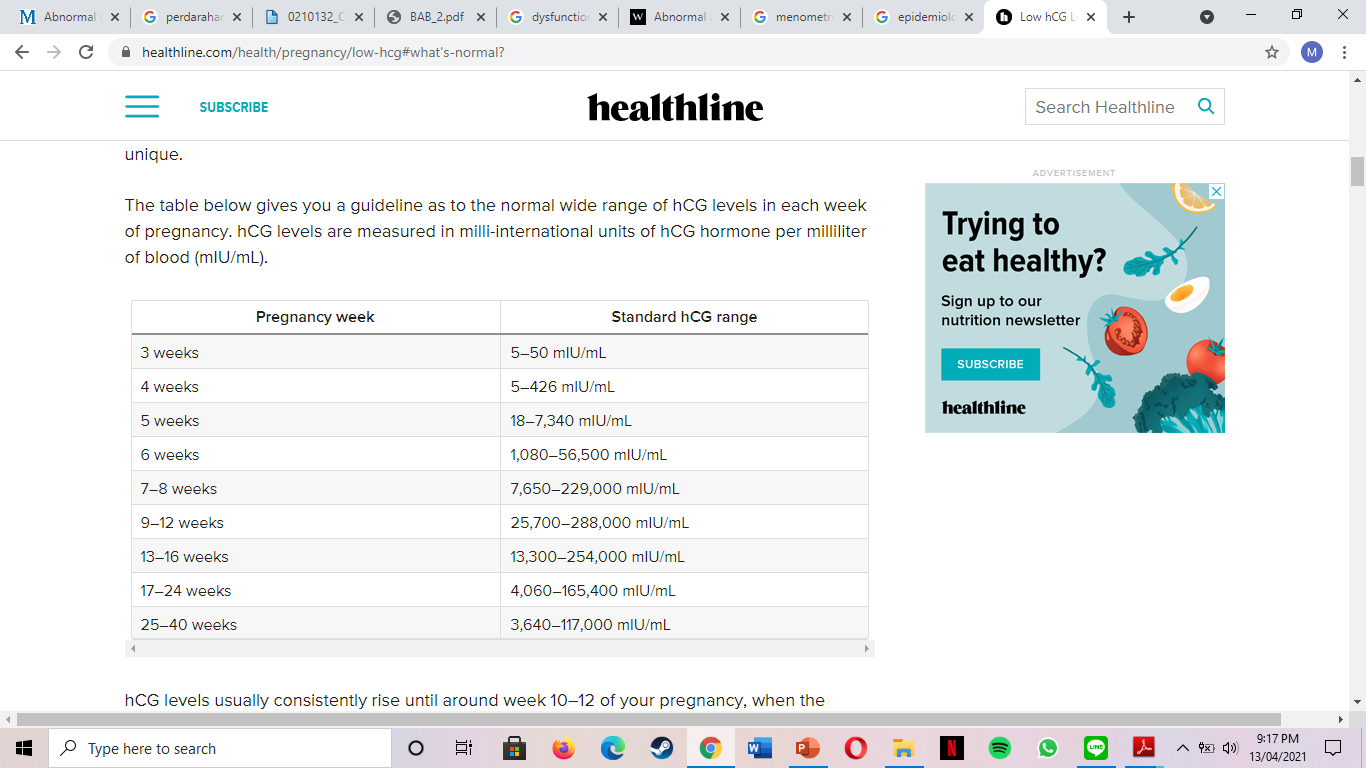 Abnormal
perdarahan
0210132_C
BAB_2.pdf
dysfunction
Abnormal
menometr
epidemiolo
Low hCG L
healthline.com/health/pregnancy/low-hcg#what's-normal?
M
SUBSCRIBE
healthline
Search Healthline
unique.
The table below gives you a guideline as to the normal wide range of hCG levels in each week
of pregnancy. hCG levels are measured in milli-international units of hCG hormone per milliliter
of blood (mIU/mL).
Pregnancy week Standard hCG range
3 weeks 5–50 mIU/mL
4 weeks 5–426 mIU/mL
5 weeks 18–7,340 mIU/mL
6 weeks 1,080–56,500 mIU/mL
7–8 weeks 7,650–229,000 mIU/mL
9–12 weeks 25,700–288,000 mIU/mL
13–16 weeks 13,300–254,000 mIU/mL
17–24 weeks 4,060–165,400 mIU/mL
25–40 weeks 3,640–117,000 mIU/mL
hCG levels usually consistently rise until around week 10–12 of your pregnancy, when the
ADVERTISEMENT
Trying to
eat healthy?
Sign up to our
nutrition newsletter
SUBSCRIBE
healthline
Type here to search
9:17 PM
13/04/2021